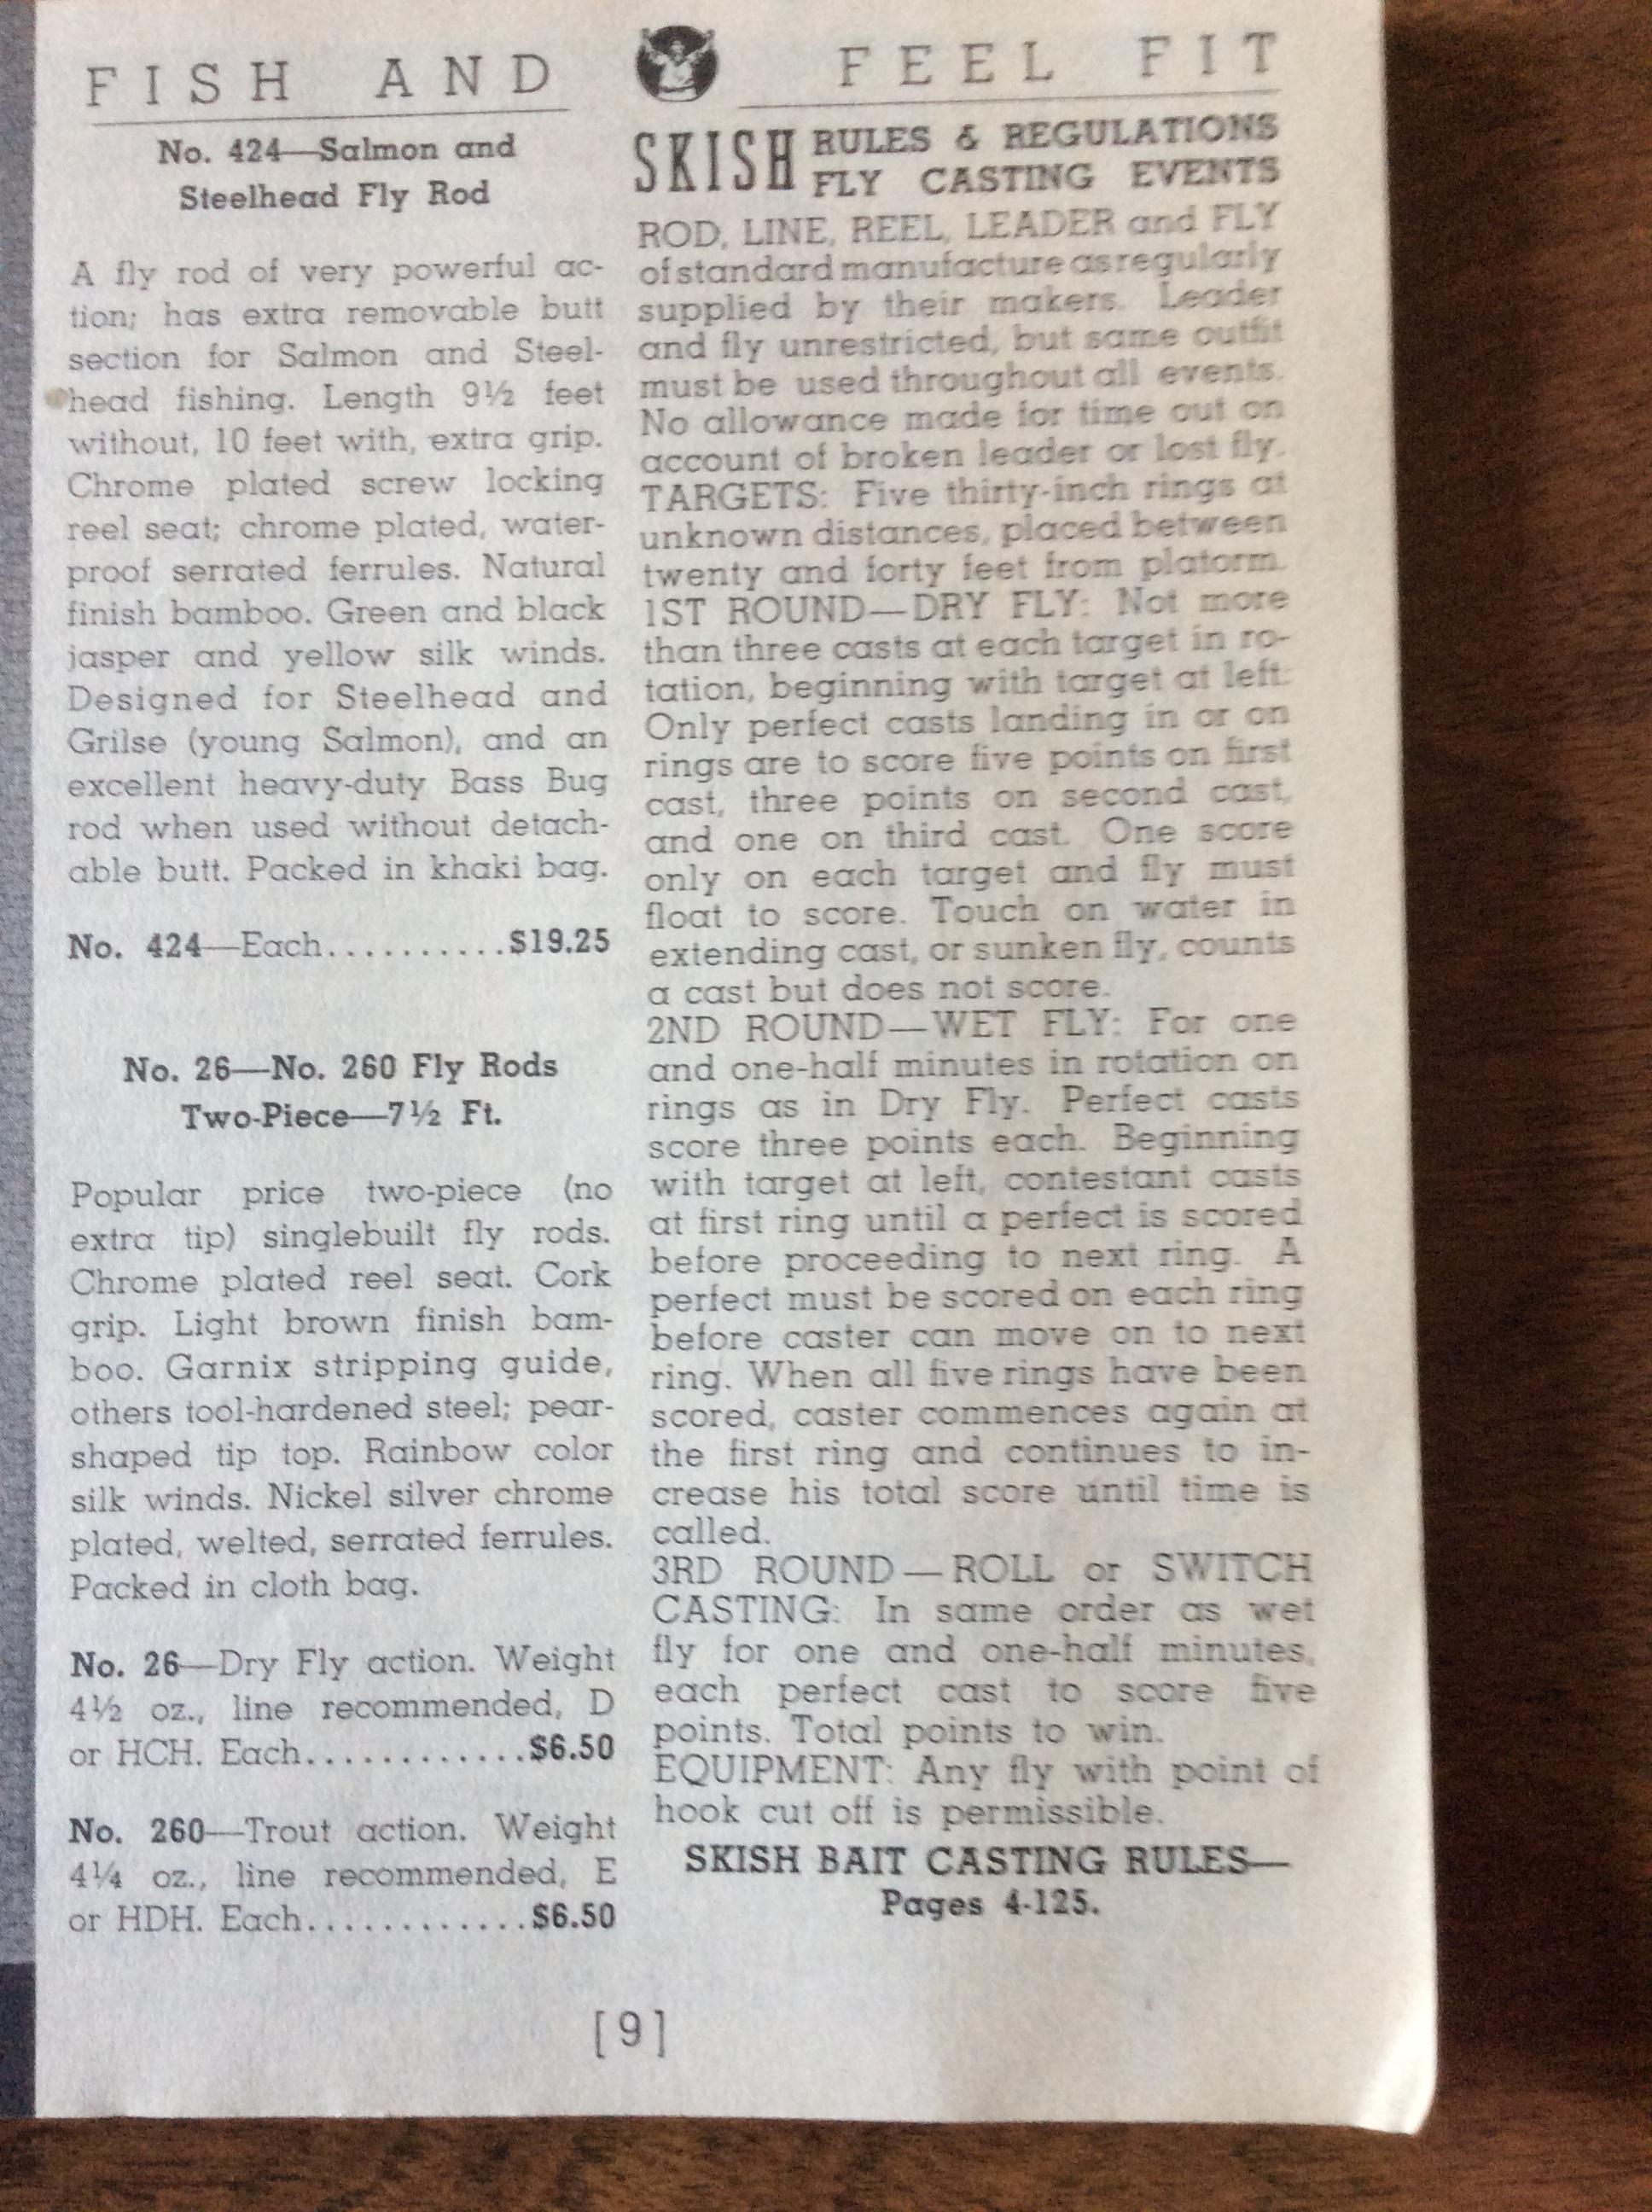 FISH AND FEEL FIT
No. 424—Salmon and
Steelhead Fly Rod
A fly rod of very powerful ac-
tion; has extra removable butt
section for Salmon and Steel-
head fishing. Length 9½ feet
without, 10 feet with, extra grip.
Chrome plated screw locking
reel seat; chrome plated, water-
proof serrated ferrules. Natural
finish bamboo. Green and black
jasper and yellow silk winds.
Designed for Steelhead and
Grilse (young Salmon), and an
excellent heavy-duty Bass Bug
rod when used without detach-
able butt. Packed in khaki bag.
No. 424—Each..........$19.25
No. 26—No. 260 Fly Rods
Two-Piece—7½ Ft.
Popular price two-piece (no
extra tip) singlebuilt fly rods.
Chrome plated reel seat. Cork
grip. Light brown finish bam-
boo. Garnix stripping guide,
others tool-hardened steel; pear-
shaped tip top. Rainbow color
silk winds. Nickel silver chrome
plated, welted, serrated ferrules.
Packed in cloth bag.
No. 26—Dry Fly action. Weight
4½ oz., line recommended, D
or HCH. Each............$6.50
No. 260—Trout action. Weight
4¼ oz., line recommended, E
or HDH. Each............$6.50
SKISH RULES & REGULATIONS
FLY CASTING EVENTS
ROD, LINE, REEL, LEADER and FLY
of standard manufacture as regularly
supplied by their makers. Leader
and fly unrestricted, but same outfit
must be used throughout all events.
No allowance made for time out on
account of broken leader or lost fly.
TARGETS: Five thirty-inch rings at
unknown distances, placed between
twenty and forty feet from platorm.
1ST ROUND—DRY FLY: Not more
than three casts at each target in ro-
tation, beginning with target at left.
Only perfect casts landing in or on
rings are to score five points on first
cast, three points on second cast,
and one on third cast. One score
only on each target and fly must
float to score. Touch on water in
extending cast, or sunken fly, counts
a cast but does not score.
2ND ROUND—WET FLY: For one
and one-half minutes in rotation on
rings as in Dry Fly. Perfect casts
score three points each. Beginning
with target at left, contestant casts
at first ring until a perfect is scored
before proceeding to next ring. A
perfect must be scored on each ring
before caster can move on to next
ring. When all five rings have been
scored, caster commences again at
the first ring and continues to in-
crease his total score until time is
called.
3RD ROUND—ROLL or SWITCH
CASTING: In same order as wet
fly for one and one-half minutes,
each perfect cast to score five
points. Total points to win.
EQUIPMENT: Any fly with point of
hook cut off is permissible.
SKISH BAIT CASTING RULES—
Pages 4-125.
[9]